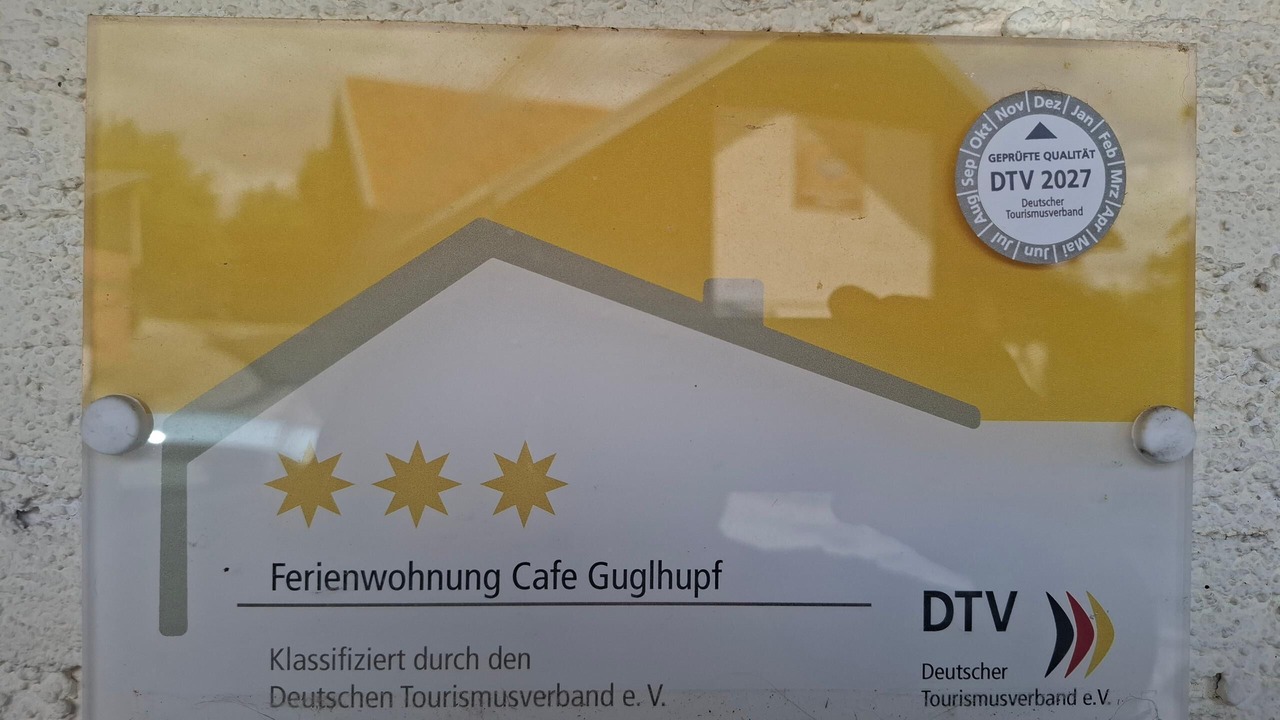 Okt | Nov | Dez | Jan | Feb | Mrz | Apr | Mai | Jun | Jul | Aug | Sep |
GEPRÜFTE QUALITÄT
DTV 2027
Deutscher
Tourismusverband
Ferienwohnung Cafe Guglhupf
Klassifiziert durch den
Deutschen Tourismusverband e. V.
DTV
Deutscher
Tourismusverband e.V.